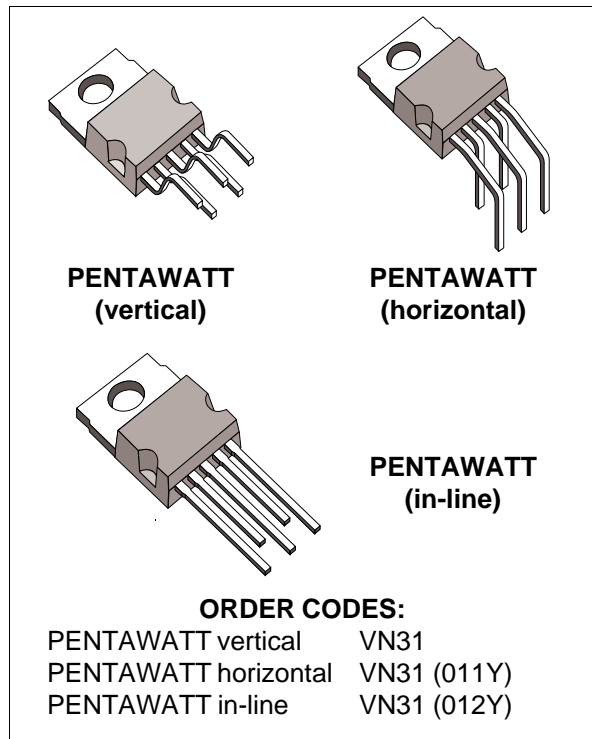 PENTAWATT
(vertical)
PENTAWATT
(horizontal)
PENTAWATT
(in-line)
ORDER CODES:
PENTAWATT vertical VN31
PENTAWATT horizontal VN31 (011Y)
PENTAWATT in-line VN31 (012Y)